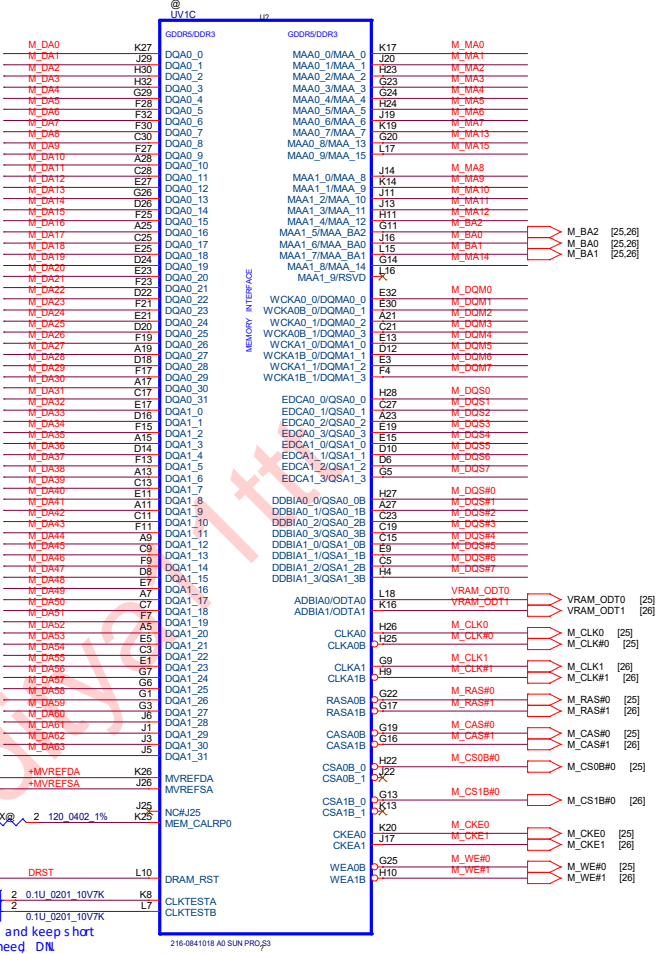 @
UV1C
U?
GDDR5/DDR3 GDDR5/DDR3
M_DA0 K27 DQA0_0
M_DA1 J29 DQA0_1
M_DA2 H30 DQA0_2
M_DA3 H32 DQA0_3
M_DA4 G29 DQA0_4
M_DA5 F28 DQA0_5
M_DA6 F32 DQA0_6
M_DA7 F30 DQA0_7
M_DA8 C30 DQA0_8
M_DA9 F27 DQA0_9
M_DA10 A28 DQA0_10
M_DA11 C28 DQA0_11
M_DA12 E27 DQA0_12
M_DA13 G26 DQA0_13
M_DA14 D26 DQA0_14
M_DA15 F25 DQA0_15
M_DA16 A25 DQA0_16
M_DA17 C25 DQA0_17
M_DA18 E25 DQA0_18
M_DA19 D24 DQA0_19
M_DA20 E23 DQA0_20
M_DA21 F23 DQA0_21
M_DA22 D22 DQA0_22
M_DA23 F21 DQA0_23
M_DA24 E21 DQA0_24
M_DA25 D20 DQA0_25
M_DA26 F19 DQA0_26
M_DA27 A19 DQA0_27
M_DA28 D18 DQA0_28
M_DA29 F17 DQA0_29
M_DA30 A17 DQA0_30
M_DA31 C17 DQA0_31
M_DA32 E17 DQA1_0
M_DA33 D16 DQA1_1
M_DA34 F15 DQA1_2
M_DA35 A15 DQA1_3
M_DA36 D14 DQA1_4
M_DA37 F13 DQA1_5
M_DA38 A13 DQA1_6
M_DA39 C13 DQA1_7
M_DA40 E11 DQA1_8
M_DA41 A11 DQA1_9
M_DA42 C11 DQA1_10
M_DA43 F11 DQA1_11
M_DA44 A9 DQA1_12
M_DA45 C9 DQA1_13
M_DA46 F9 DQA1_14
M_DA47 D8 DQA1_15
M_DA48 E7 DQA1_16
M_DA49 A7 DQA1_17
M_DA50 C7 DQA1_18
M_DA51 F7 DQA1_19
M_DA52 A5 DQA1_20
M_DA53 E5 DQA1_21
M_DA54 C3 DQA1_22
M_DA55 E1 DQA1_23
M_DA56 G7 DQA1_24
M_DA57 G6 DQA1_25
M_DA58 G1 DQA1_26
M_DA59 G3 DQA1_27
M_DA60 J6 DQA1_28
M_DA61 J1 DQA1_29
M_DA62 J3 DQA1_30
M_DA63 J5 DQA1_31
+MVREFDA K26 MVREFDA
+MVREFSA J26 MVREFSA
J25 NC#J25
X@ 2 120_0402_1% K25 MEM_CALRP0
DRST L10 DRAM_RST
2 0.1U_0201_10V7K K8 CLKTESTA
2 0.1U_0201_10V7K L7 CLKTESTB
and keep short
need DNI.
MEMORY INTERFACE
MAA0_0/MAA_0 K17 M_MA0
MAA0_1/MAA_1 J20 M_MA1
MAA0_2/MAA_2 H23 M_MA2
MAA0_3/MAA_3 G23 M_MA3
MAA0_4/MAA_4 G24 M_MA4
MAA0_5/MAA_5 H24 M_MA5
MAA0_6/MAA_6 J19 M_MA6
MAA0_7/MAA_7 K19 M_MA7
MAA0_8/MAA_13 G20 M_MA13
MAA0_9/MAA_15 L17 M_MA15
MAA1_0/MAA_8 J14 M_MA8
MAA1_1/MAA_9 K14 M_MA9
MAA1_2/MAA_10 J11 M_MA10
MAA1_3/MAA_11 J13 M_MA11
MAA1_4/MAA_12 H11 M_MA12
MAA1_5/MAA_BA2 G11 M_BA2 M_BA2 [25,26]
MAA1_6/MAA_BA0 J16 M_BA0 M_BA0 [25,26]
MAA1_7/MAA_BA1 L15 M_BA1 M_BA1 [25,26]
MAA1_8/MAA_14 G14 M_MA14
MAA1_9/RSVD L16
WCKA0_0/DQMA0_0 E32 M_DQM0
WCKA0B_0/DQMA0_1 E30 M_DQM1
WCKA0_1/DQMA0_2 A21 M_DQM2
WCKA0B_1/DQMA0_3 C21 M_DQM3
WCKA1_0/DQMA1_0 E13 M_DQM4
WCKA1B_0/DQMA1_1 D12 M_DQM5
WCKA1_1/DQMA1_2 E3 M_DQM6
WCKA1B_1/DQMA1_3 F4 M_DQM7
EDCA0_0/QSA0_0 H28 M_DQS0
EDCA0_1/QSA0_1 C27 M_DQS1
EDCA0_2/QSA0_2 A23 M_DQS2
EDCA0_3/QSA0_3 E19 M_DQS3
EDCA1_0/QSA1_0 E15 M_DQS4
EDCA1_1/QSA1_1 D10 M_DQS5
EDCA1_2/QSA1_2 D6 M_DQS6
EDCA1_3/QSA1_3 G5 M_DQS7
DDBIA0_0/QSA0_0B H27 M_DQS#0
DDBIA0_1/QSA0_1B A27 M_DQS#1
DDBIA0_2/QSA0_2B C23 M_DQS#2
DDBIA0_3/QSA0_3B C19 M_DQS#3
DDBIA1_0/QSA1_0B C15 M_DQS#4
DDBIA1_1/QSA1_1B E9 M_DQS#5
DDBIA1_2/QSA1_2B C5 M_DQS#6
DDBIA1_3/QSA1_3B H4 M_DQS#7
ADBIA0/ODTA0 L18 VRAM_ODT0 VRAM_ODT0 [25]
ADBIA1/ODTA1 K16 VRAM_ODT1 VRAM_ODT1 [26]
CLKA0 H26 M_CLK0 M_CLK0 [25]
CLKA0B H25 M_CLK#0 M_CLK#0 [25]
CLKA1 G9 M_CLK1 M_CLK1 [26]
CLKA1B H9 M_CLK#1 M_CLK#1 [26]
RASA0B G22 M_RAS#0 M_RAS#0 [25]
RASA1B G17 M_RAS#1 M_RAS#1 [26]
CASA0B G19 M_CAS#0 M_CAS#0 [25]
CASA1B G16 M_CAS#1 M_CAS#1 [26]
CSA0B_0 H22 M_CS0B#0 M_CS0B#0 [25]
CSA0B_1 J22
CSA1B_0 G13 M_CS1B#0 M_CS1B#0 [26]
CSA1B_1 K13
CKEA0 K20 M_CKE0 M_CKE0 [25]
CKEA1 J17 M_CKE1 M_CKE1 [26]
WEA0B G25 M_WE#0 M_WE#0 [25]
WEA1B H10 M_WE#1 M_WE#1 [26]
216-0841018 A0 SUN PRO S3
?